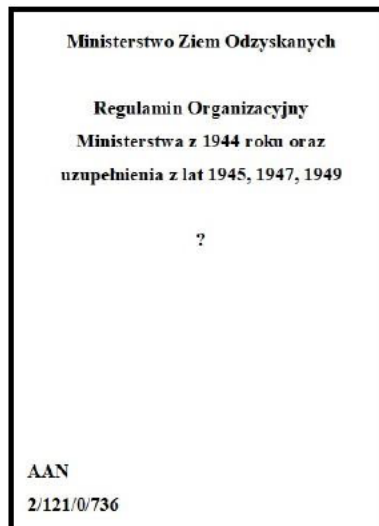 Ministerstwo Ziem Odzyskanych
Regulamin Organizacyjny
Ministerstwa z 1944 roku oraz
uzupełnienia z lat 1945, 1947, 1949
?
AAN
2/121/0/736